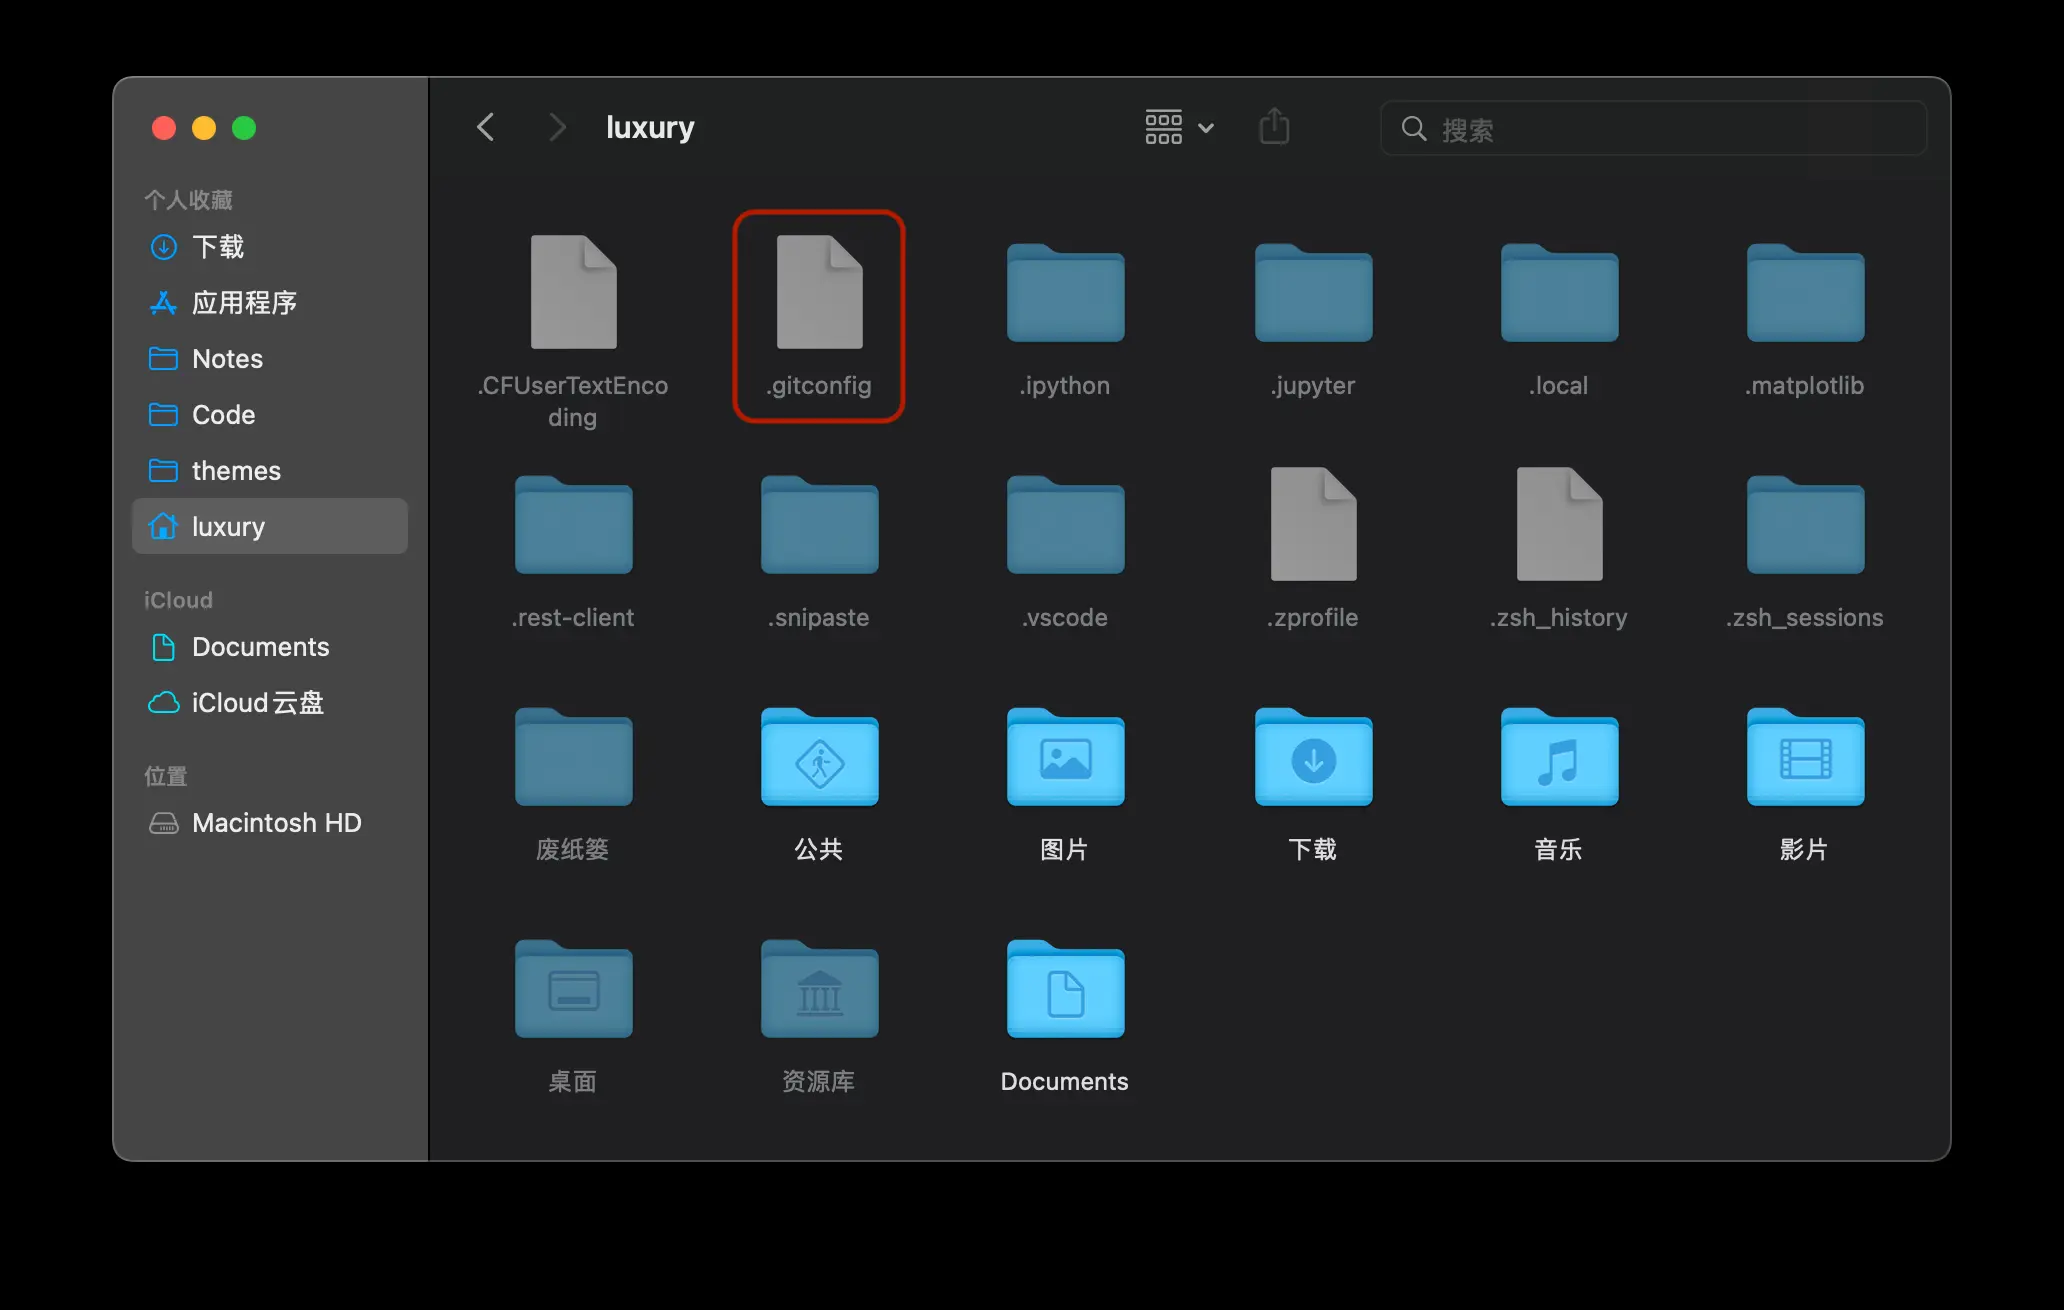 luxury
搜索
个人收藏
下载
应用程序
Notes
Code
themes
luxury
iCloud
Documents
iCloud云盘
位置
Macintosh HD
.CFUserTextEnco
ding
.gitconfig
.ipython
.jupyter
.local
.matplotlib
.rest-client
.snipaste
.vscode
.zprofile
.zsh_history
.zsh_sessions
废纸篓
公共
图片
下载
音乐
影片
桌面
资源库
Documents